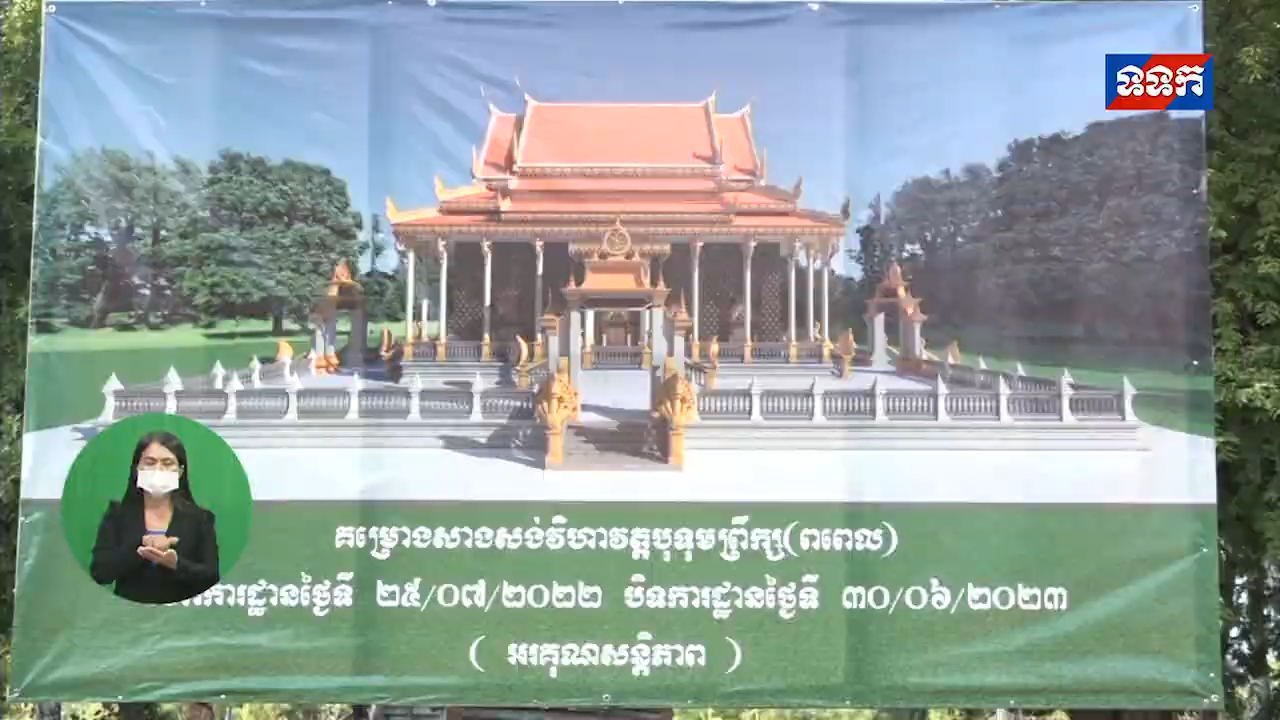 ទទក
គម្រោងសាងសង់វិហាវត្តបុទុមព្រឹក្ស(ពពេល)
ការដ្ឋានថ្ងៃទី ២៥/០៧/២០២២ បិទការដ្ឋានថ្ងៃទី ៣០/០៦/២០២៣
( អរគុណសន្តិភាព )